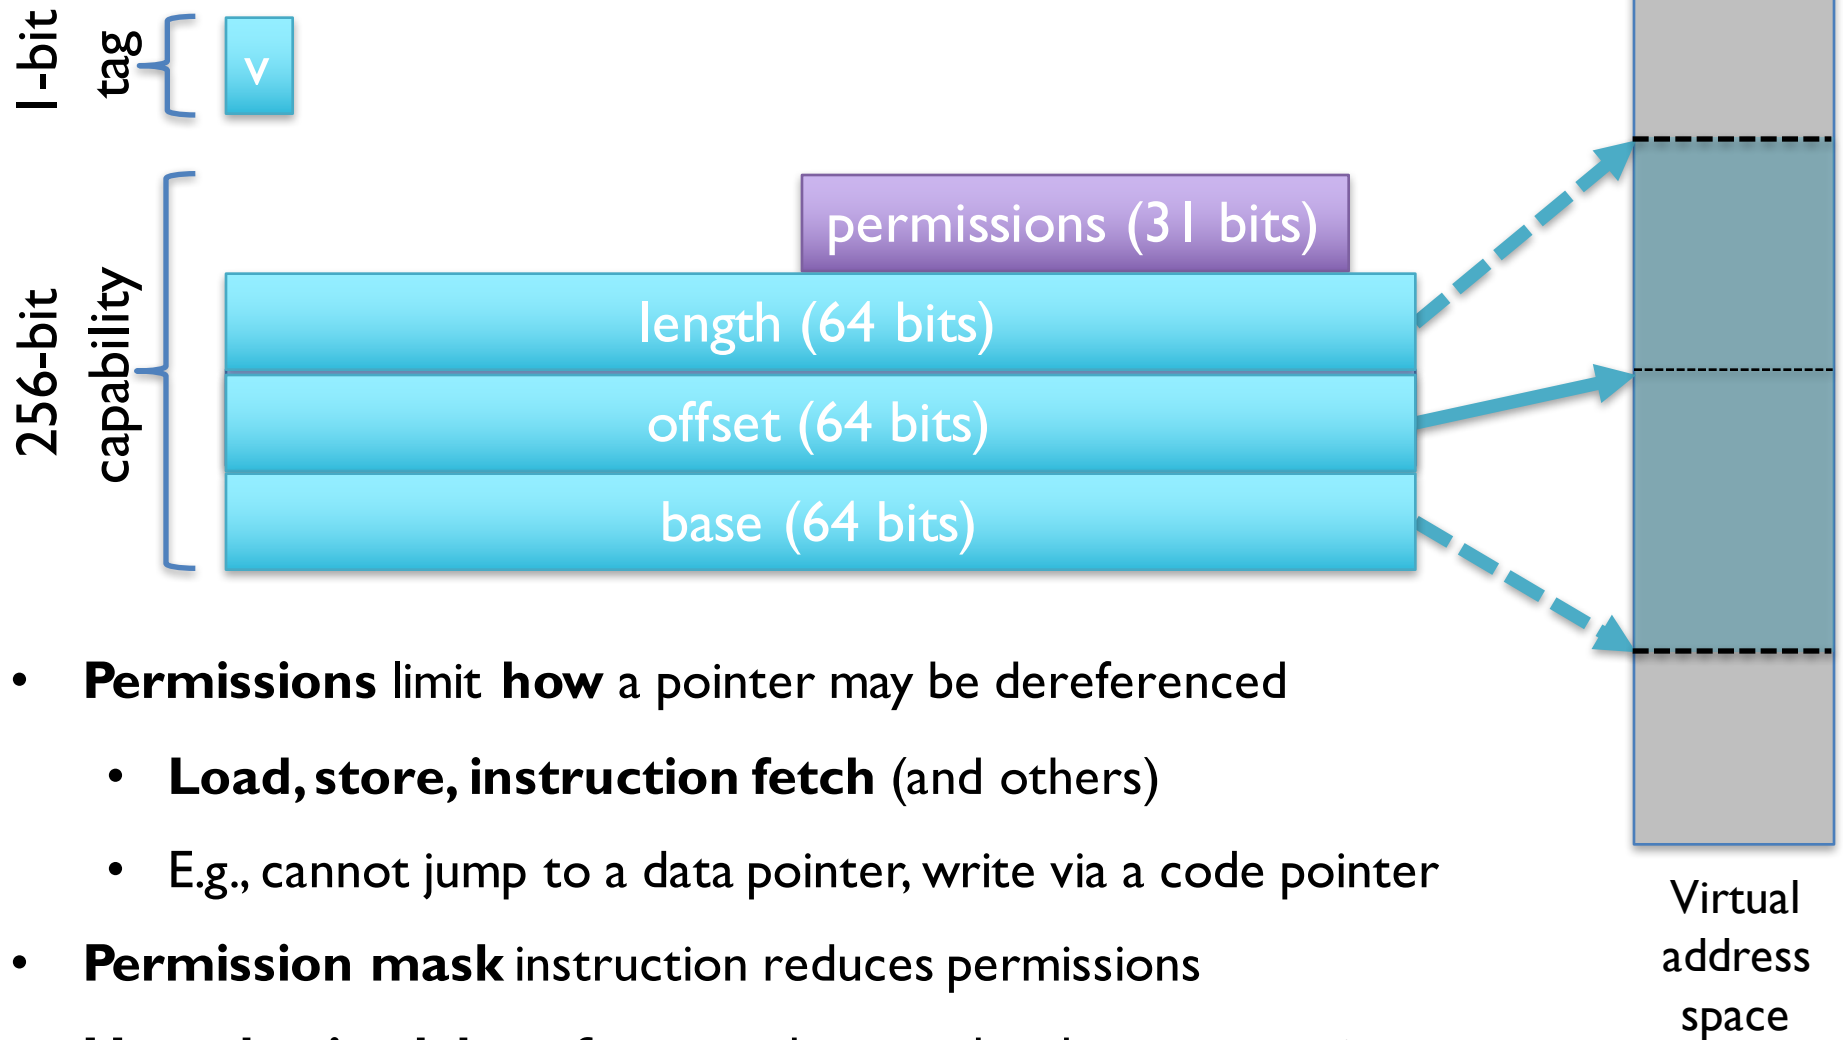 1-bit
tag
v
256-bit
capability
permissions (31 bits)
length (64 bits)
offset (64 bits)
base (64 bits)
• Permissions limit how a pointer may be dereferenced
• Load, store, instruction fetch (and others)
• E.g., cannot jump to a data pointer, write via a code pointer
• Permission mask instruction reduces permissions
Virtual
address
space